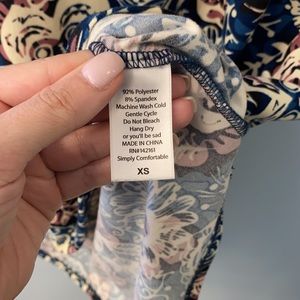 92% Polyester
8% Spandex
Machine Wash Cold
Gentle Cycle
Do Not Bleach
Hang Dry
or you'll be sad
MADE IN CHINA
RN#142161
Simply Comfortable
XS